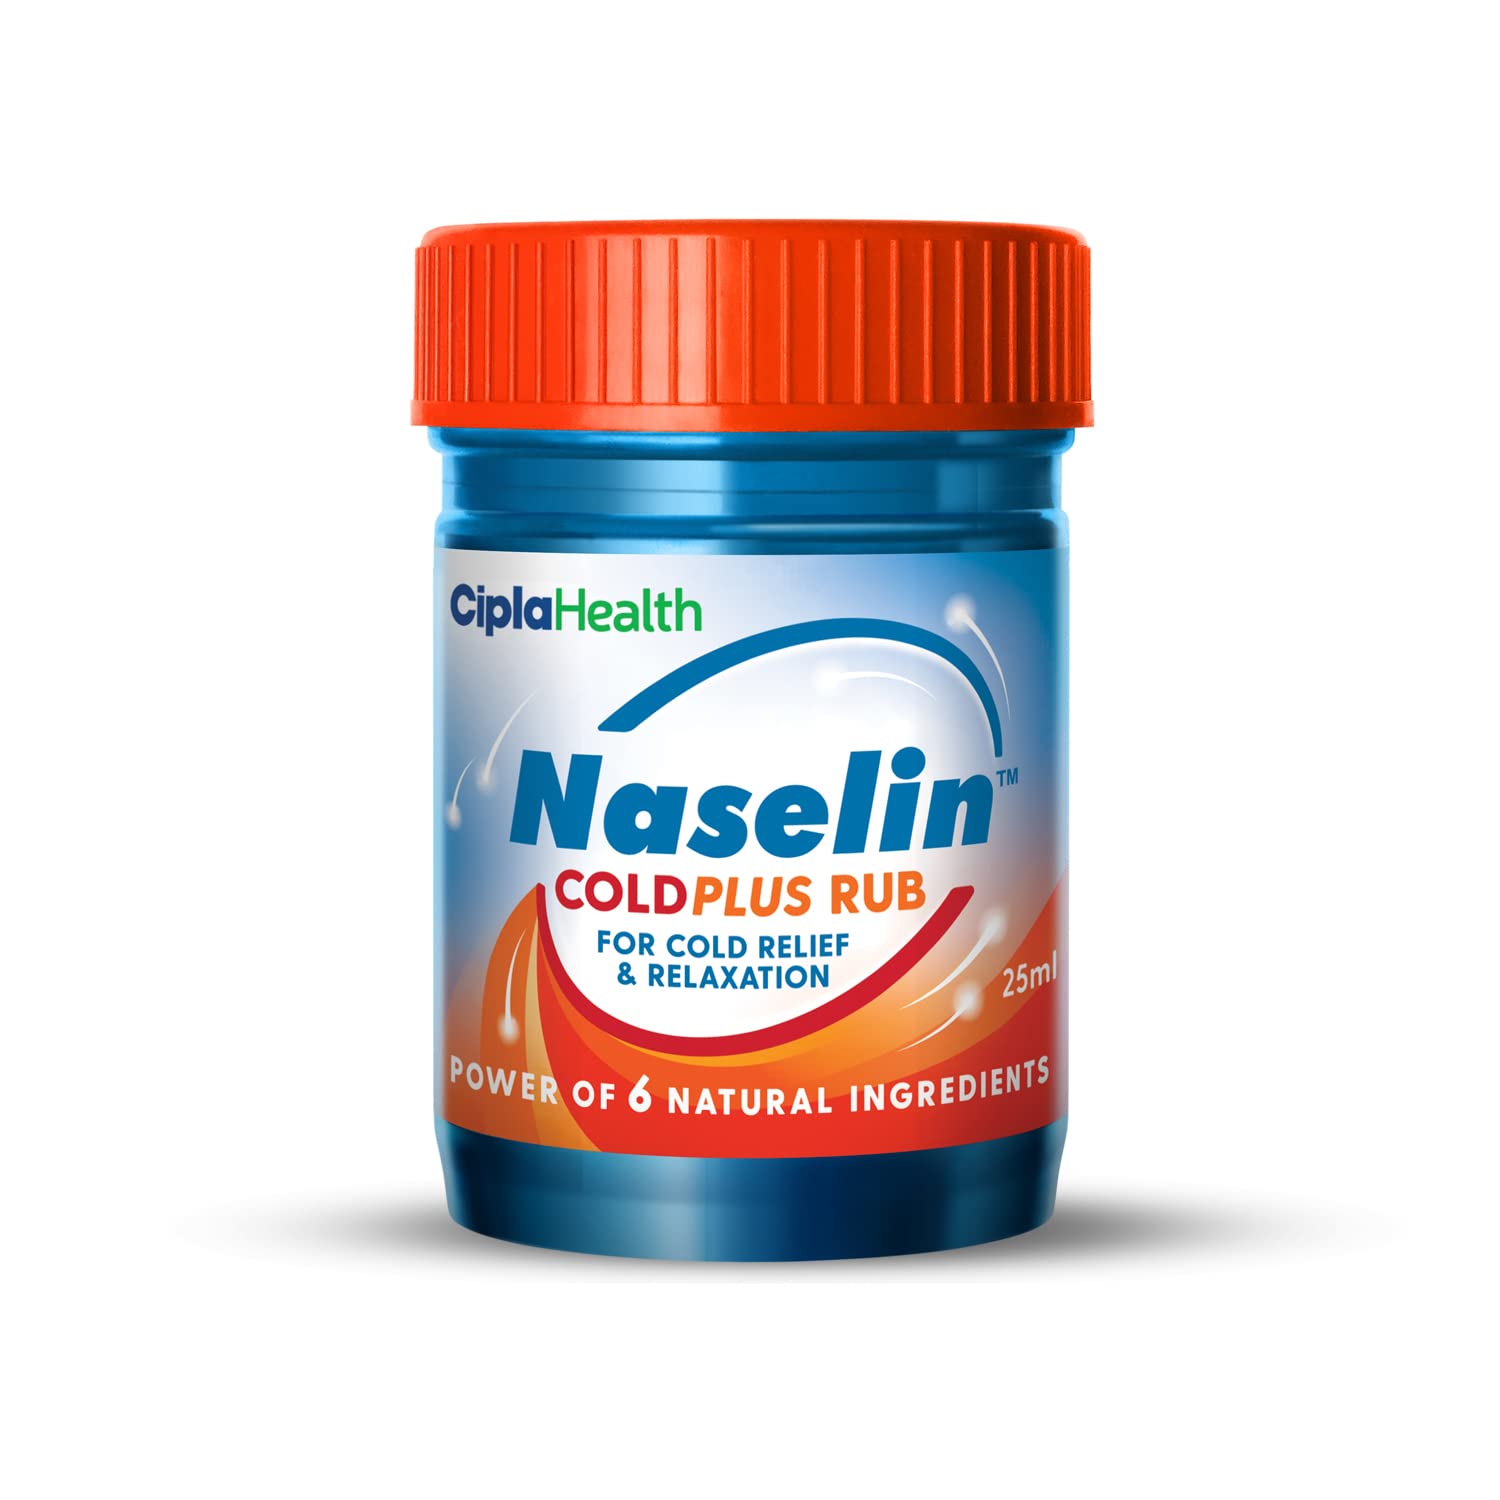 CiplaHealth
Naselin™
COLDPLUS RUB
FOR COLD RELIEF
& RELAXATION
25ml
POWER OF 6 NATURAL INGREDIENTS